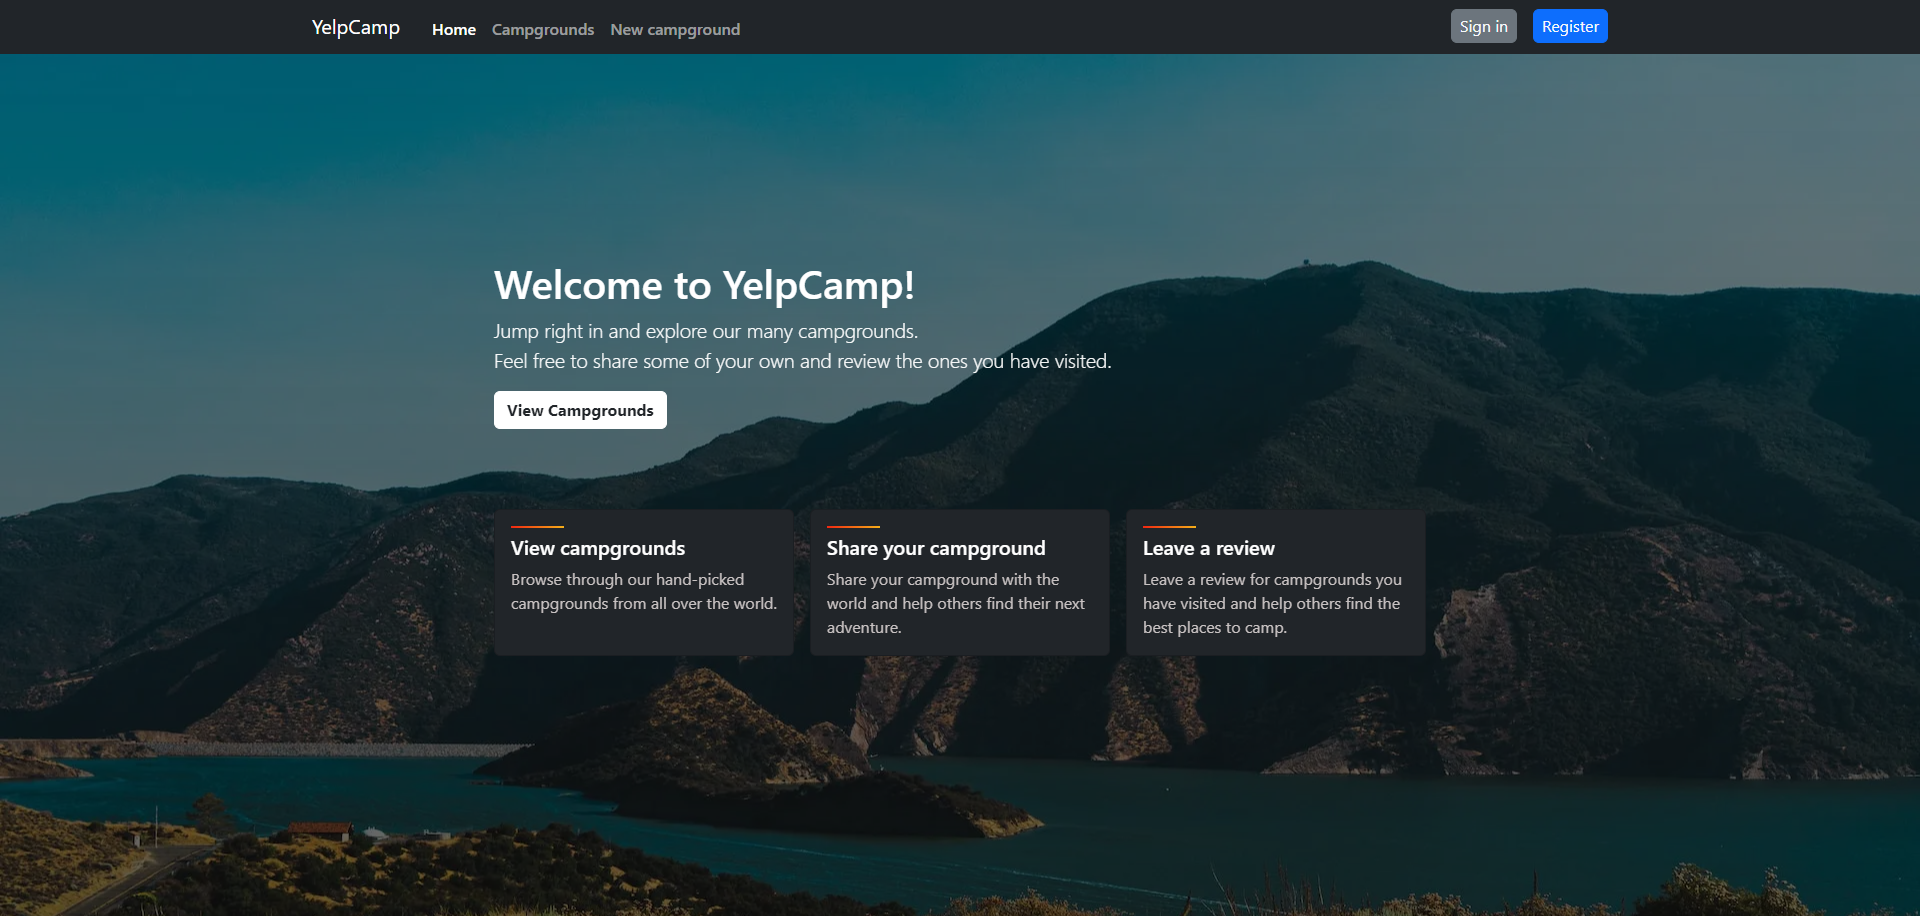 YelpCamp
Home Campgrounds New campground
Sign in
Register
Welcome to YelpCamp!
Jump right in and explore our many campgrounds.
Feel free to share some of your own and review the ones you have visited.
View Campgrounds
View campgrounds
Browse through our hand-picked
campgrounds from all over the world.
Share your campground
Share your campground with the
world and help others find their next
adventure.
Leave a review
Leave a review for campgrounds you
have visited and help others find the
best places to camp.